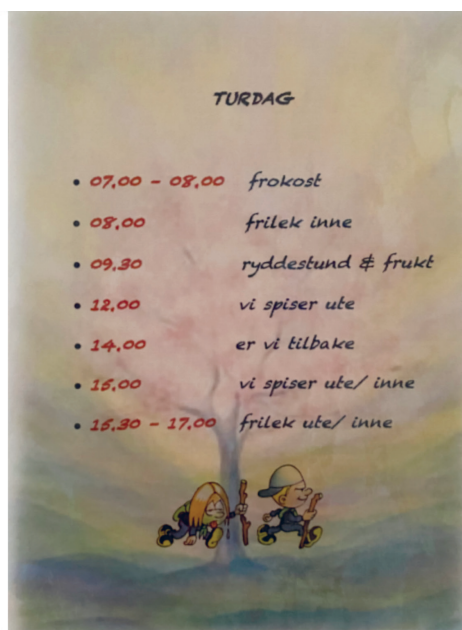 TURDAG
• 07.00 - 08.00 frokost
• 08.00 frilek inne
• 09.30 ryddestund & frukt
• 12.00 vi spiser ute
• 14.00 er vi tilbake
• 15.00 vi spiser ute/ inne
• 15.30 - 17.00 frilek ute/ inne